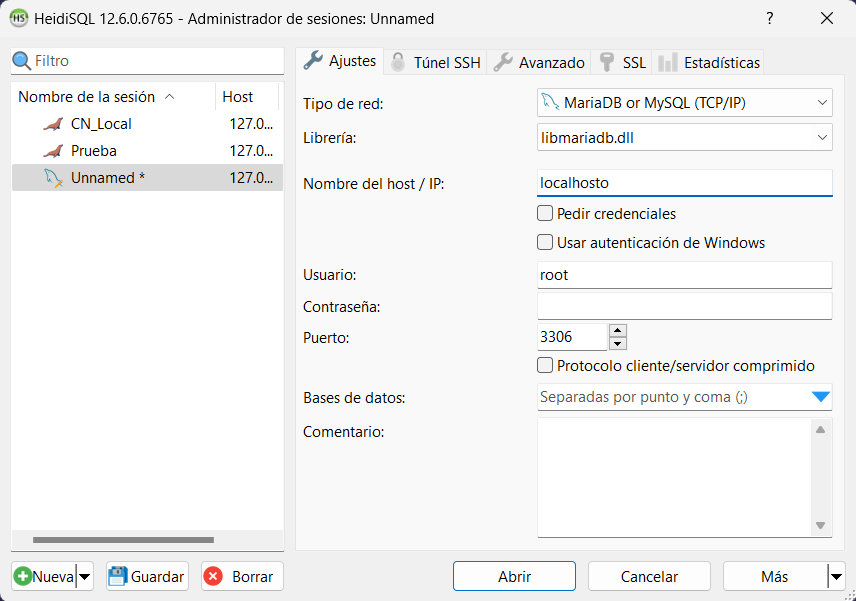 HS HeidiSQL 12.6.0.6765 - Administrador de sesiones: Unnamed ?
Filtro
Nombre de la sesión Host
CN_Local 127.0...
Prueba 127.0...
Unnamed * 127.0...
Ajustes Túnel SSH Avanzado SSL Estadísticas
Tipo de red: MariaDB or MySQL (TCP/IP)
Librería: libmariadb.dll
Nombre del host / IP: localhosto
Pedir credenciales
Usar autenticación de Windows
Usuario: root
Contraseña:
Puerto: 3306
Protocolo cliente/servidor comprimido
Bases de datos: Separadas por punto y coma (;)
Comentario:
Nueva Guardar Borrar Abrir Cancelar Más